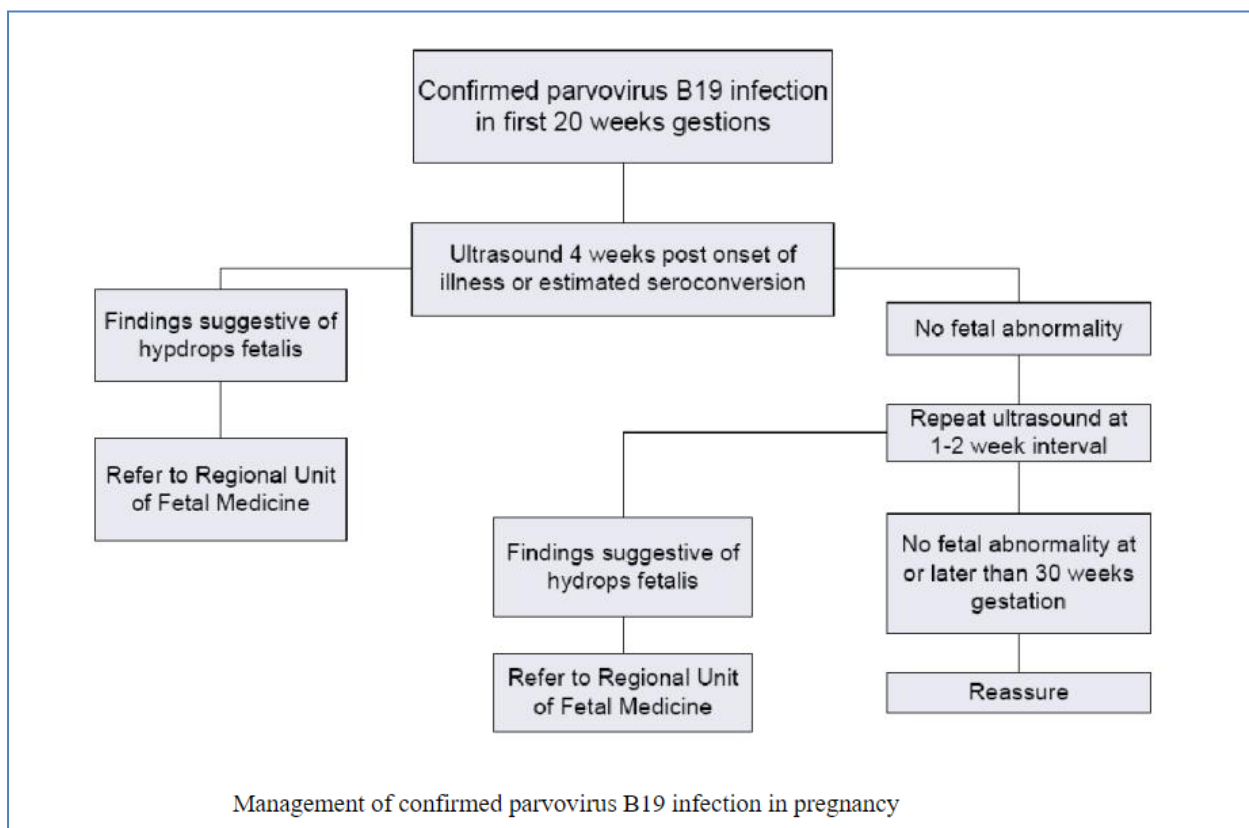 Confirmed parvovirus B19 infection
in first 20 weeks gestions
Ultrasound 4 weeks post onset of
illness or estimated seroconversion
Findings suggestive of
hypdrops fetalis
Refer to Regional Unit
of Fetal Medicine
No fetal abnormality
Repeat ultrasound at
1-2 week interval
Findings suggestive of
hydrops fetalis
Refer to Regional Unit
of Fetal Medicine
No fetal abnormality at
or later than 30 weeks
gestation
Reassure
Management of confirmed parvovirus B19 infection in pregnancy